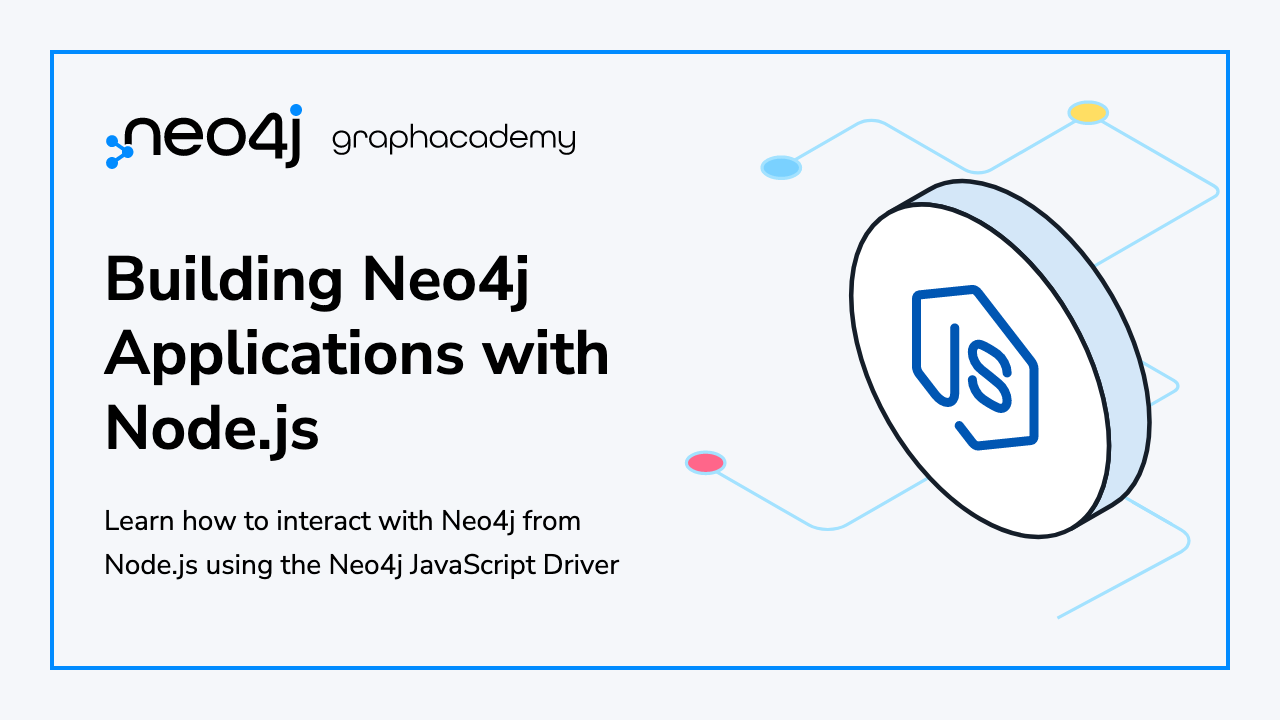 neo4j graphacademy
Building Neo4j
Applications with
Node.js
Learn how to interact with Neo4j from
Node.js using the Neo4j JavaScript Driver
JS